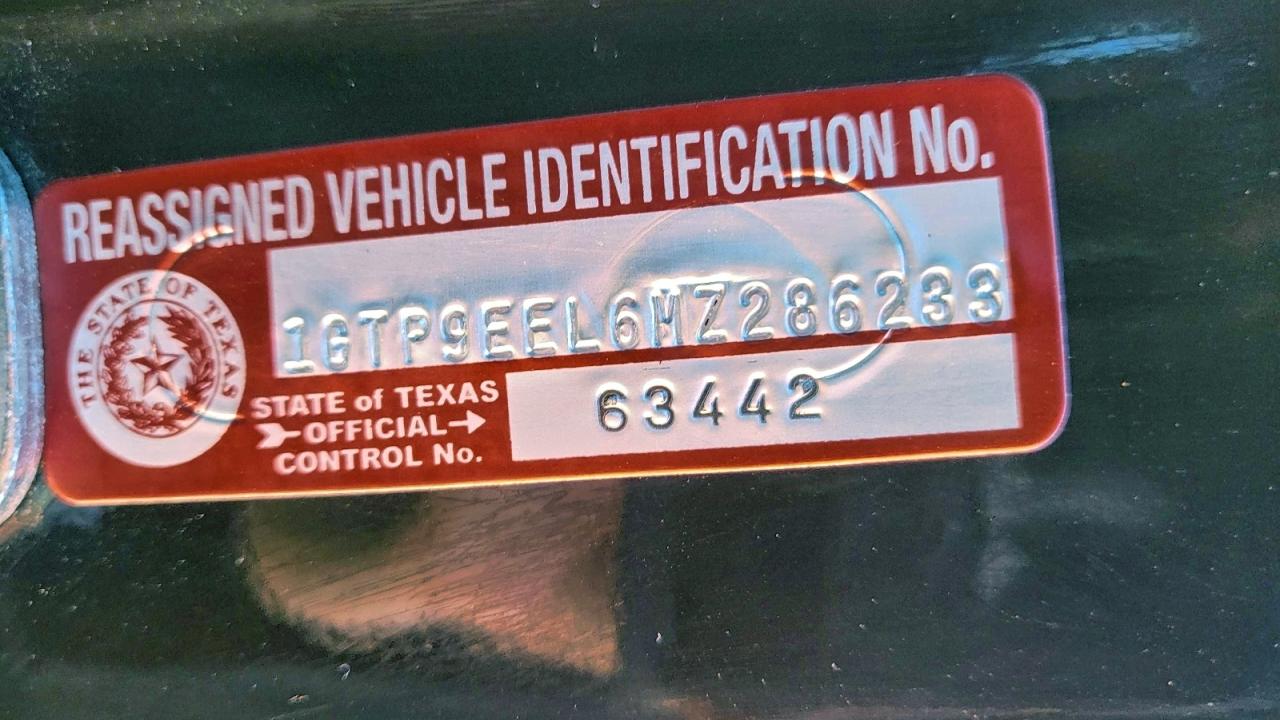 REASSIGNED VEHICLE IDENTIFICATION No.
1GTP9EEL6MZ286233
THE STATE OF TEXAS
STATE of TEXAS
OFFICIAL
CONTROL No.
63442